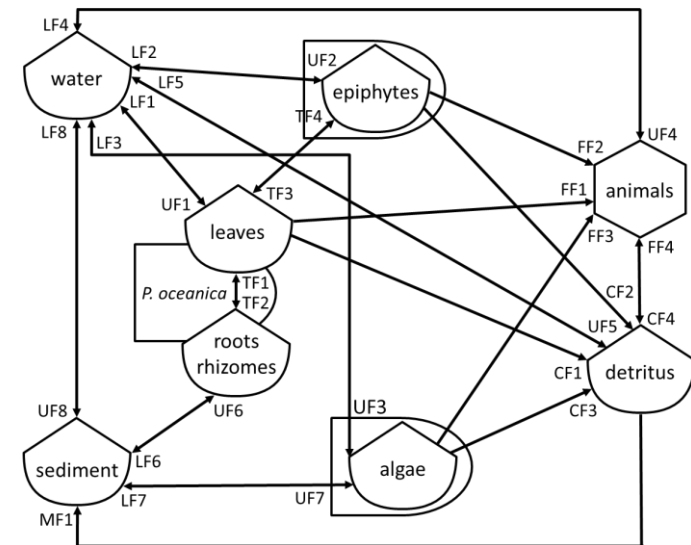 LF4
LF2
UF2
water
LF5
epiphytes
LF1
TF4
LF8
LF3
UF4
FF2
FF1
animals
UF1
TF3
leaves
FF3
FF4
TF1
P. oceanica
TF2
CF2
UF5
CF4
roots
rhizomes
CF1
detritus
CF3
UF8
UF6
UF3
LF6
sediment
algae
LF7
UF7
MF1